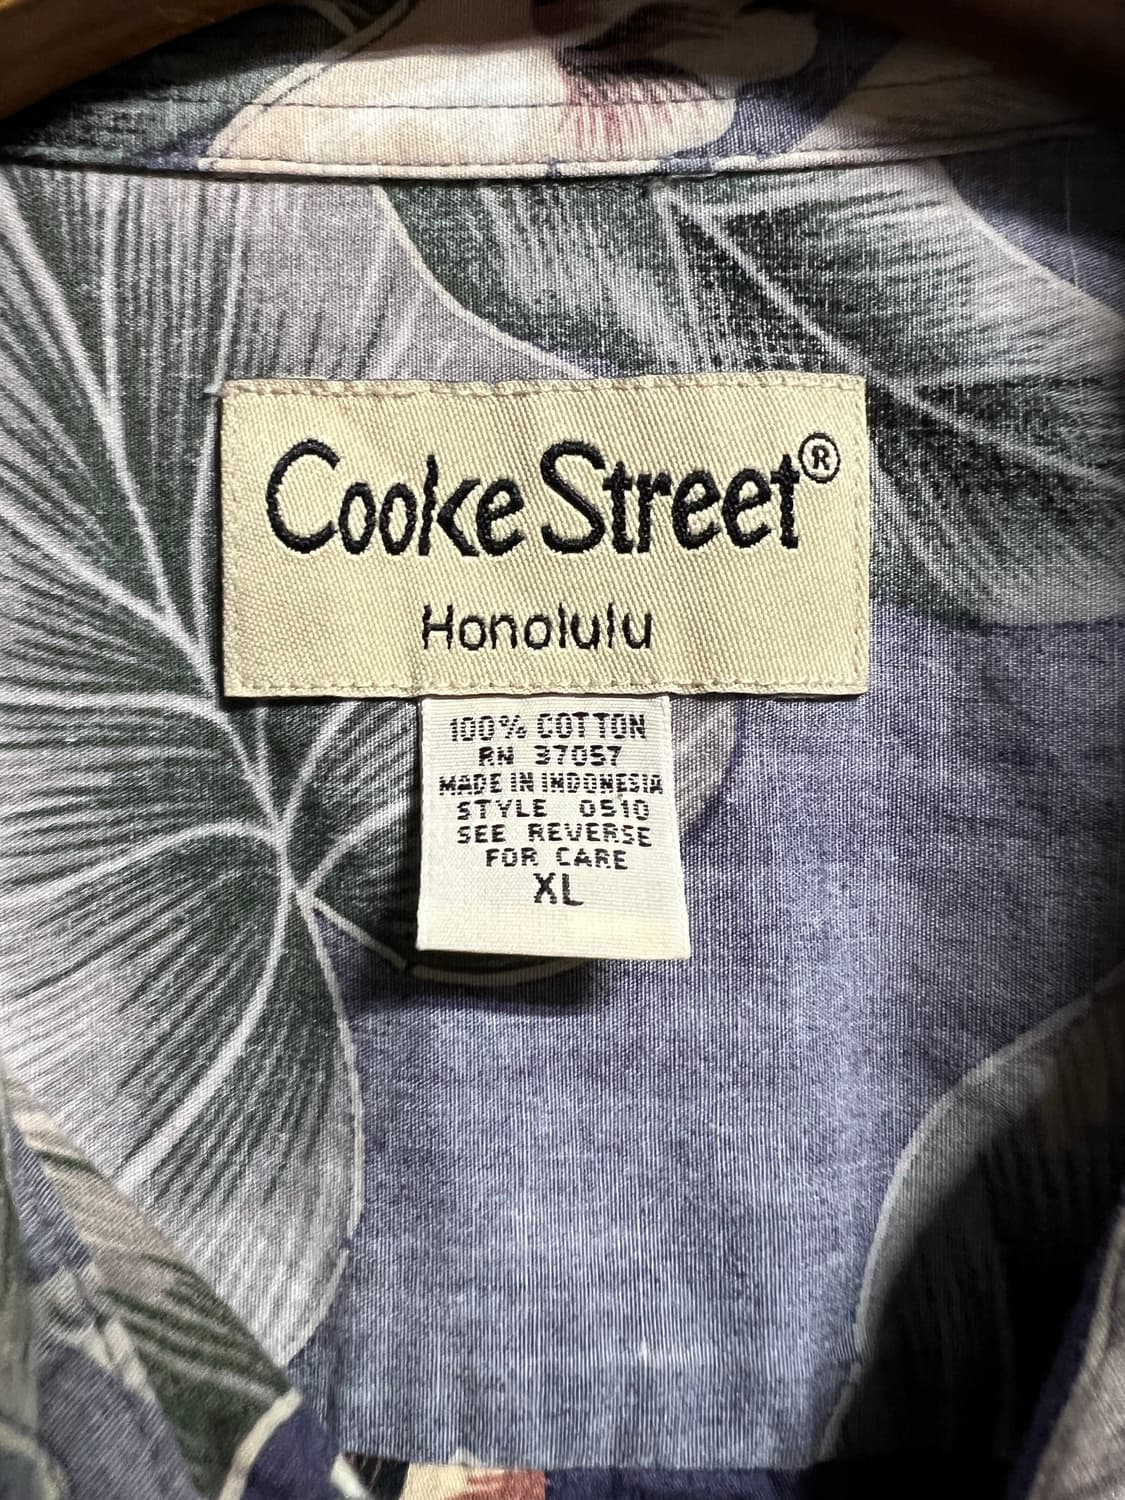 Cooke Street®
Honolulu
100% COTTON
RN 37057
MADE IN INDONESIA
STYLE 0510
SEE REVERSE
FOR CARE
XL